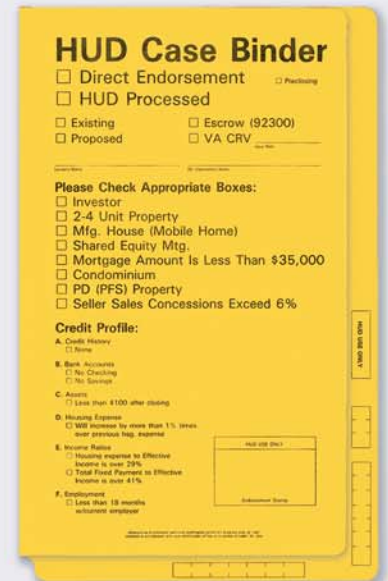 HUD Case Binder
☐ Direct Endorsement ☐ Preclosing
☐ HUD Processed
☐ Existing ☐ Escrow (92300)
☐ Proposed ☐ VA CRV
Please Check Appropriate Boxes:
☐ Investor
☐ 2-4 Unit Property
☐ Mfg. House (Mobile Home)
☐ Shared Equity Mtg.
☐ Mortgage Amount Is Less Than $35,000
☐ Condominium
☐ PD (PFS) Property
☐ Seller Sales Concessions Exceed 6%
Credit Profile:
A. Credit History
☐ None
B. Bank Accounts
☐ No Checking
☐ No Savings
C. Assets
☐ Less than $100 after closing
D. Housing Expense
☐ Will increase by more than 1½ times
over previous hsg. expense
E. Income Ratios
☐ Housing expense to Effective
Income is over 29%
☐ Total Fixed Payment to Effective
Income is over 41%
F. Employment
☐ Less than 18 months
w/current employer
HUD USE ONLY
Endorsement Stamp
HUD USE ONLY